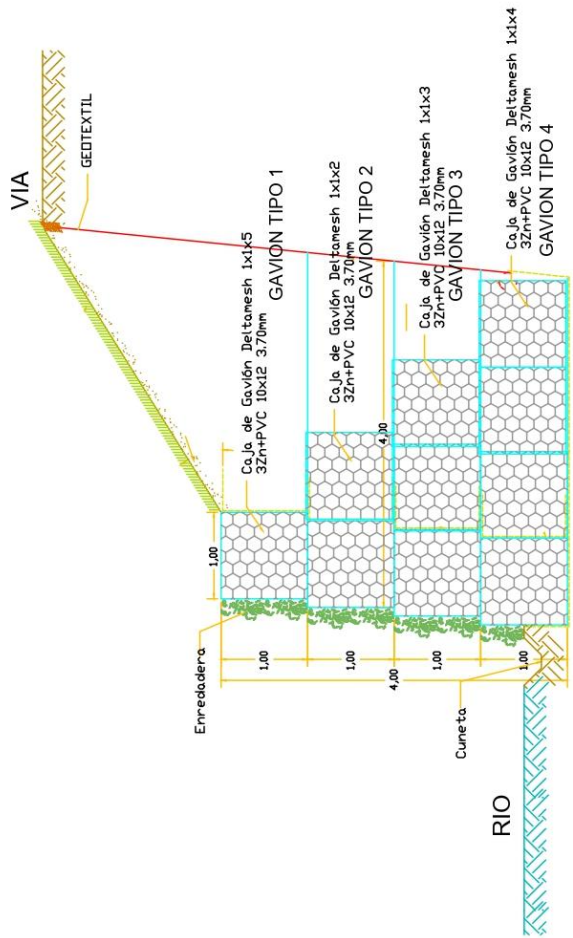 VIA
GEOTEXTIL
Caja de Gavión Deltamesh 1x1x5
3Zn+PVC 10x12 3.70mm
GAVION TIPO 1
Caja de Gavión Deltamesh 1x1x2
3Zn+PVC 10x12 3.70mm
GAVION TIPO 2
Caja de Gavión Deltamesh 1x1x3
3Zn+PVC 10x12 3.70mm
GAVION TIPO 3
Caja de Gavión Deltamesh 1x1x4
3Zn+PVC 10x12 3.70mm
GAVION TIPO 4
4,00
1,00
Enredadera
1,00
1,00
1,00
1,00
4,00
Cuneta
RIO